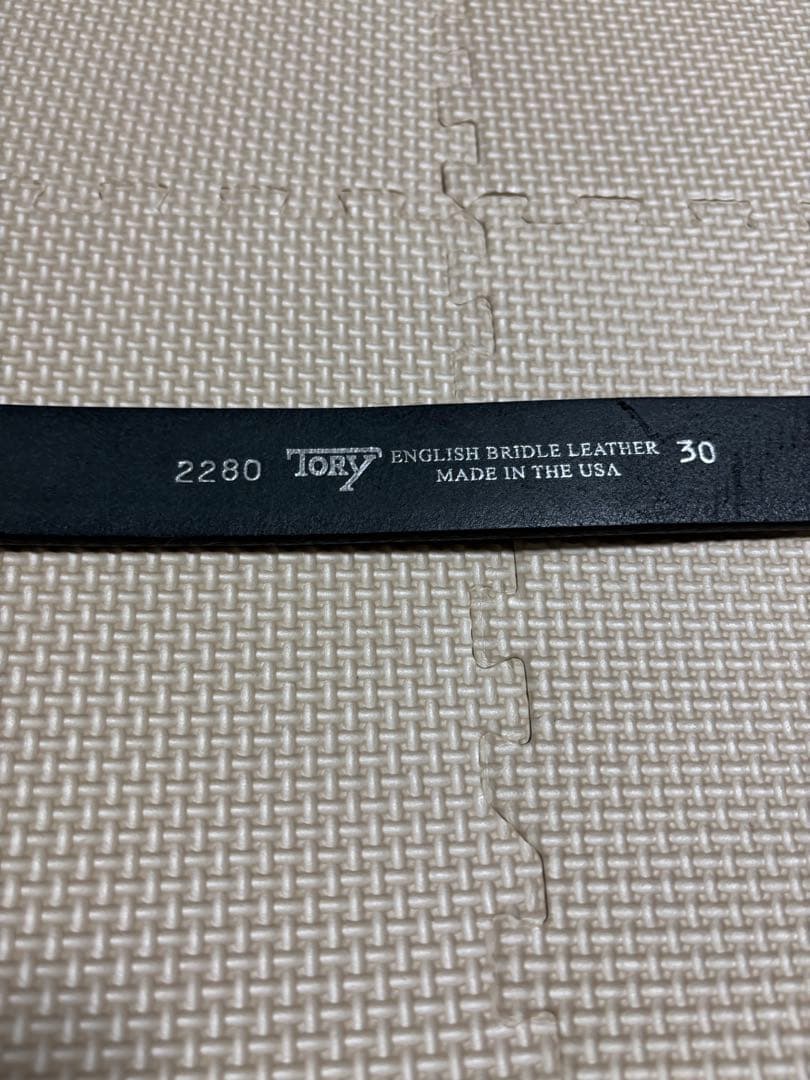 2280 TORY ENGLISH BRIDLE LEATHER 30
MADE IN THE USA